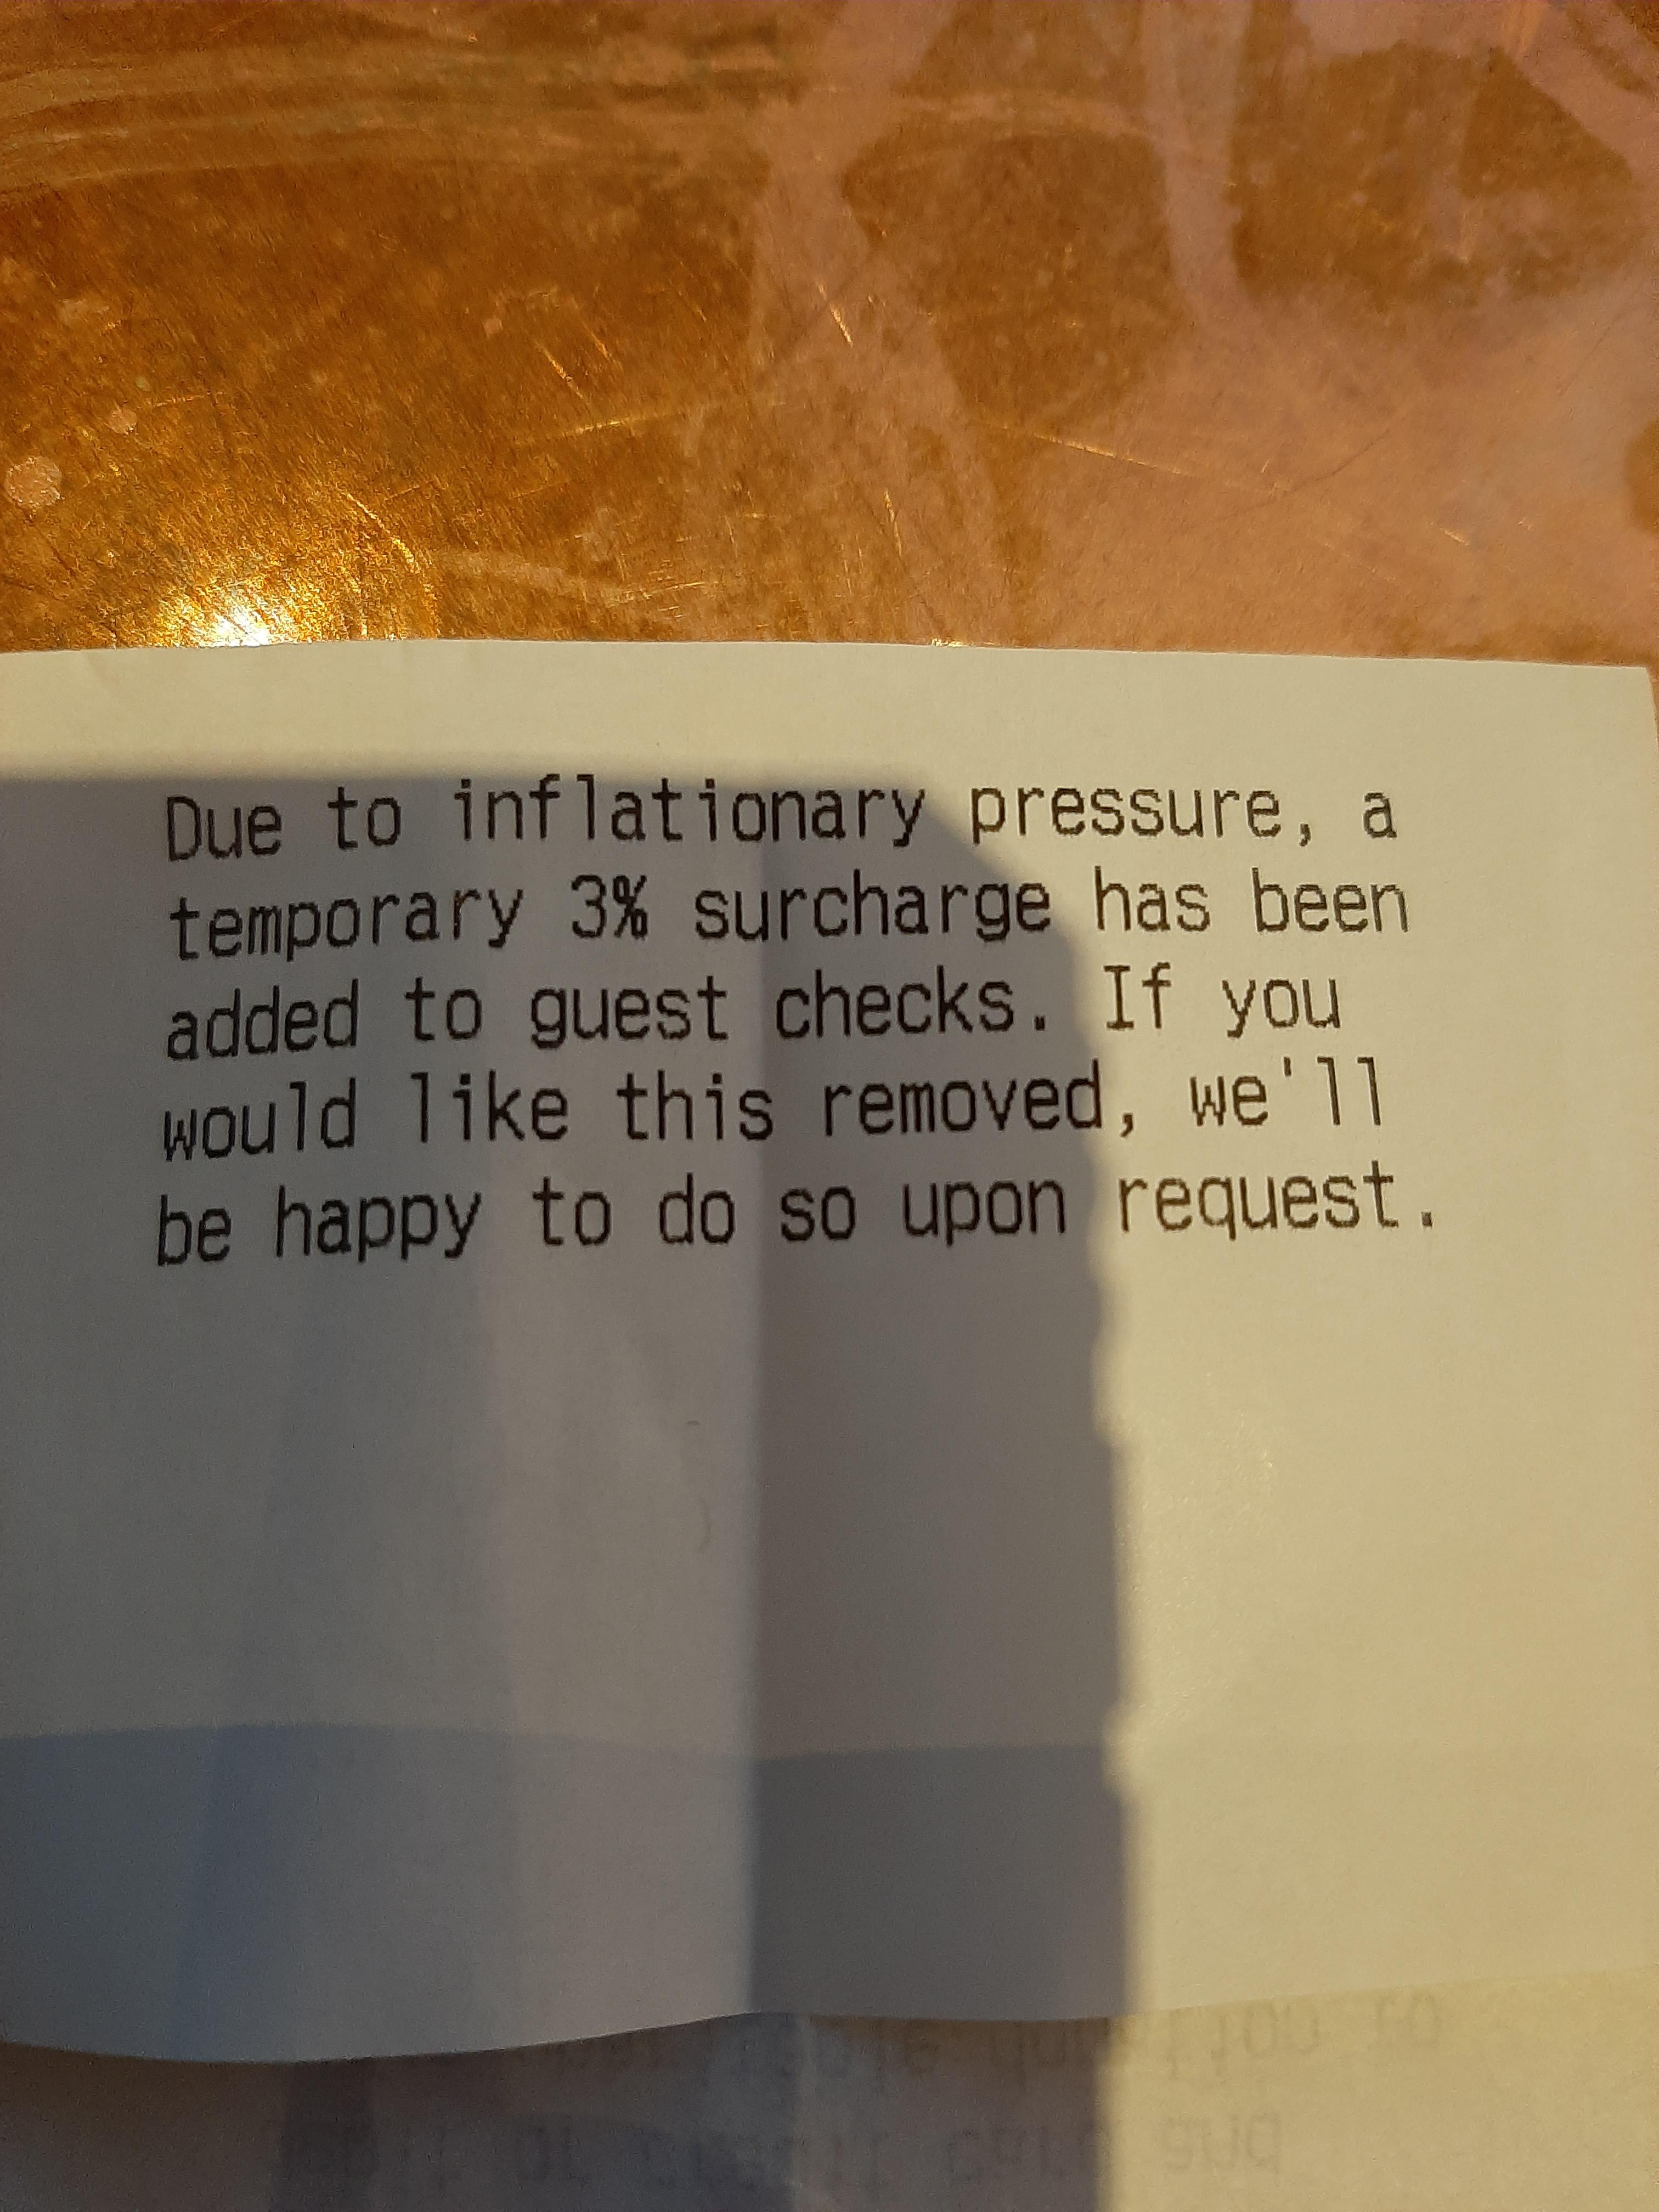 Due to inflationary pressure, a
temporary 3% surcharge has been
added to guest checks. If you
would like this removed, we'll
be happy to do so upon request.